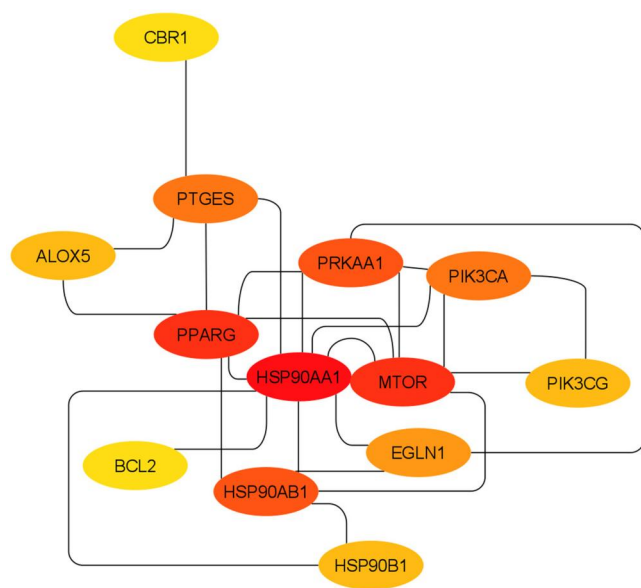 CBR1
PTGES
ALOX5
PRKAA1
PIK3CA
PPARG
HSP90AA1
MTOR
PIK3CG
BCL2
EGLN1
HSP90AB1
HSP90B1